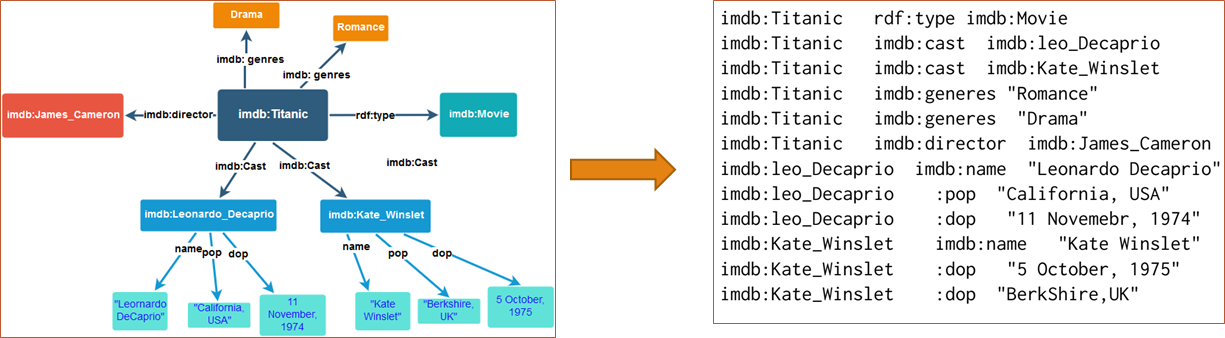 Drama
Romance
imdb: genres
imdb: genres
imdb:James_Cameron
imdb:director
imdb:Titanic
rdf:type
imdb:Movie
imdb:Cast
imdb:Cast
imdb:Cast
imdb:Leonardo_Decaprio
imdb:Kate_Winslet
name
pop
dop
name
pop
dop
"Leornardo
DeCaprio"
"California,
USA"
11
November,
1974
"Kate
Winslet"
"Berkshire,
UK"
5 October,
1975
imdb:Titanic rdf:type imdb:Movie
imdb:Titanic imdb:cast imdb:leo_Decaprio
imdb:Titanic imdb:cast imdb:Kate_Winslet
imdb:Titanic imdb:generes "Romance"
imdb:Titanic imdb:generes "Drama"
imdb:Titanic imdb:director imdb:James_Cameron
imdb:leo_Decaprio imdb:name "Leonardo Decaprio"
imdb:leo_Decaprio :pop "California, USA"
imdb:leo_Decaprio :dop "11 Novemebr, 1974"
imdb:Kate_Winslet imdb:name "Kate Winslet"
imdb:Kate_Winslet :dop "5 October, 1975"
imdb:Kate_Winslet :dop "BerkShire,UK"